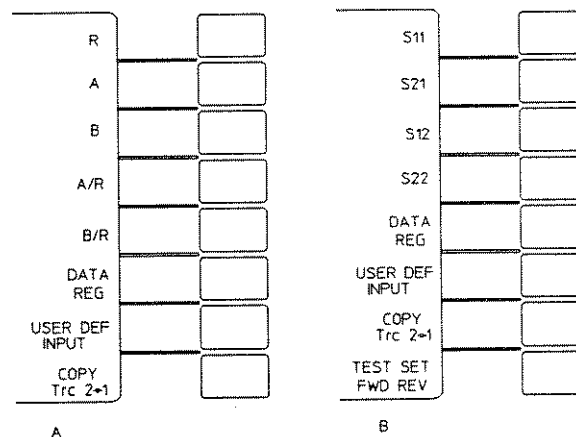 R
A
B
A/R
B/R
DATA
REG
USER DEF
INPUT
COPY
Trc 2→1
A
S11
S21
S12
S22
DATA
REG
USER DEF
INPUT
COPY
Trc 2→1
TEST SET
FWD REV
B